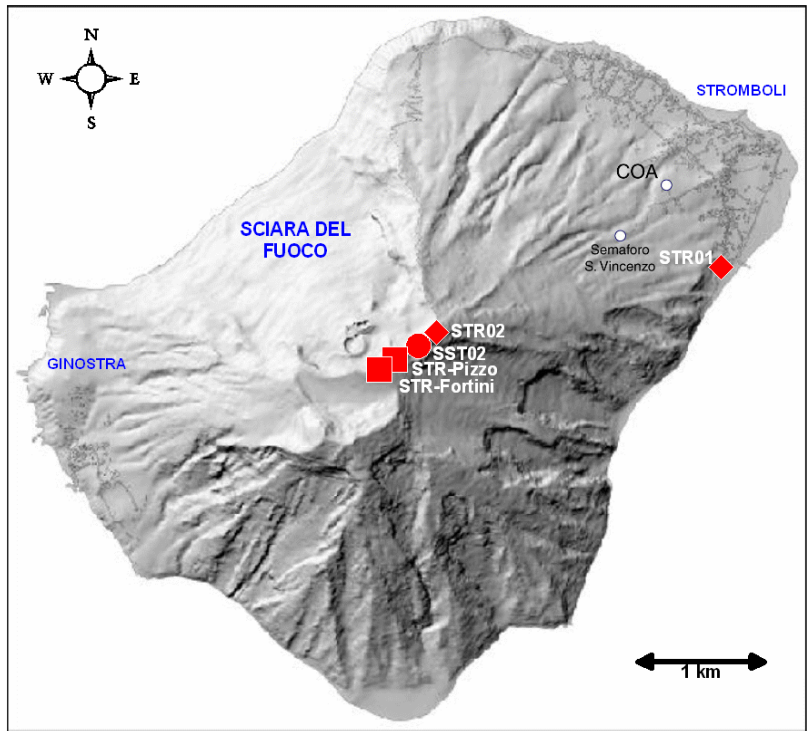 N
W E
S
STROMBOLI
COA
SCIARA DEL
FUOCO
Semaforo
S. Vincenzo
STR01
STR02
SST02
GINOSTRA
STR-Pizzo
STR-Fortini
1 km